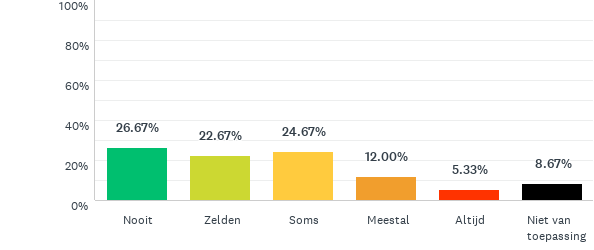 100%
80%
60%
40%
20%
0%
26.67%
22.67%
24.67%
12.00%
5.33%
8.67%
Nooit
Zelden
Soms
Meestal
Altijd
Niet van
toepassing